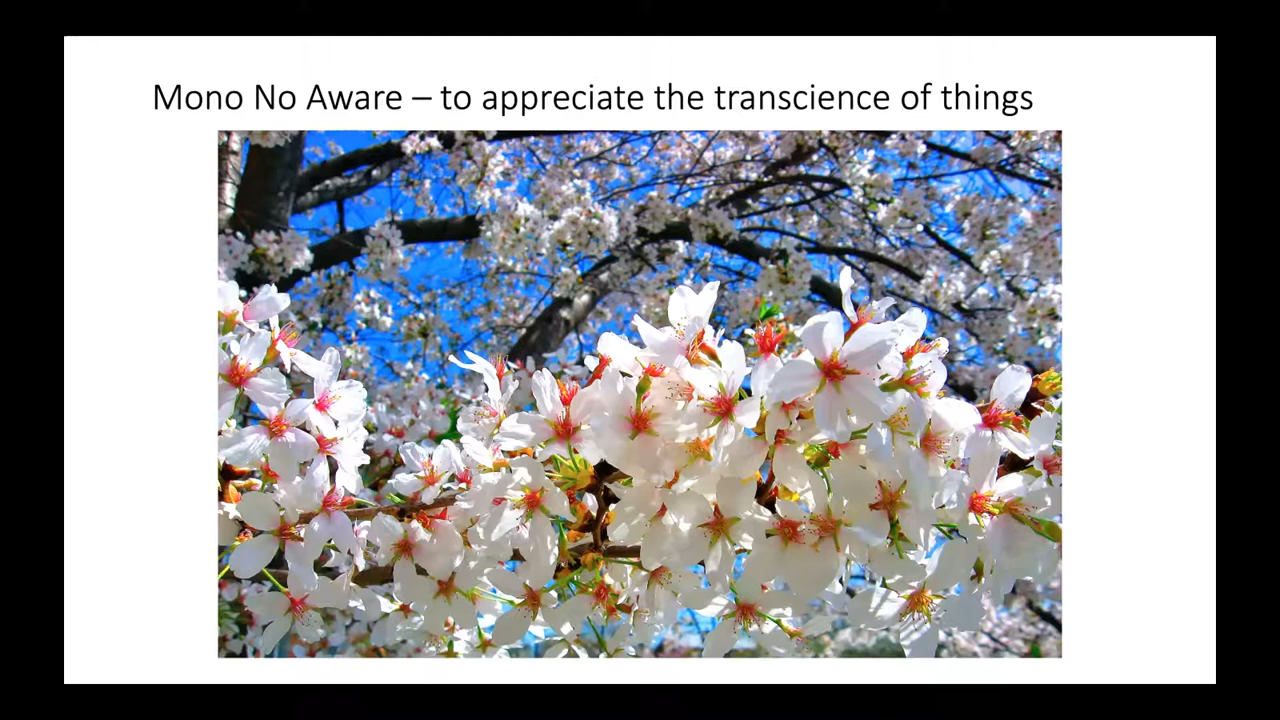 Mono No Aware – to appreciate the transcience of things